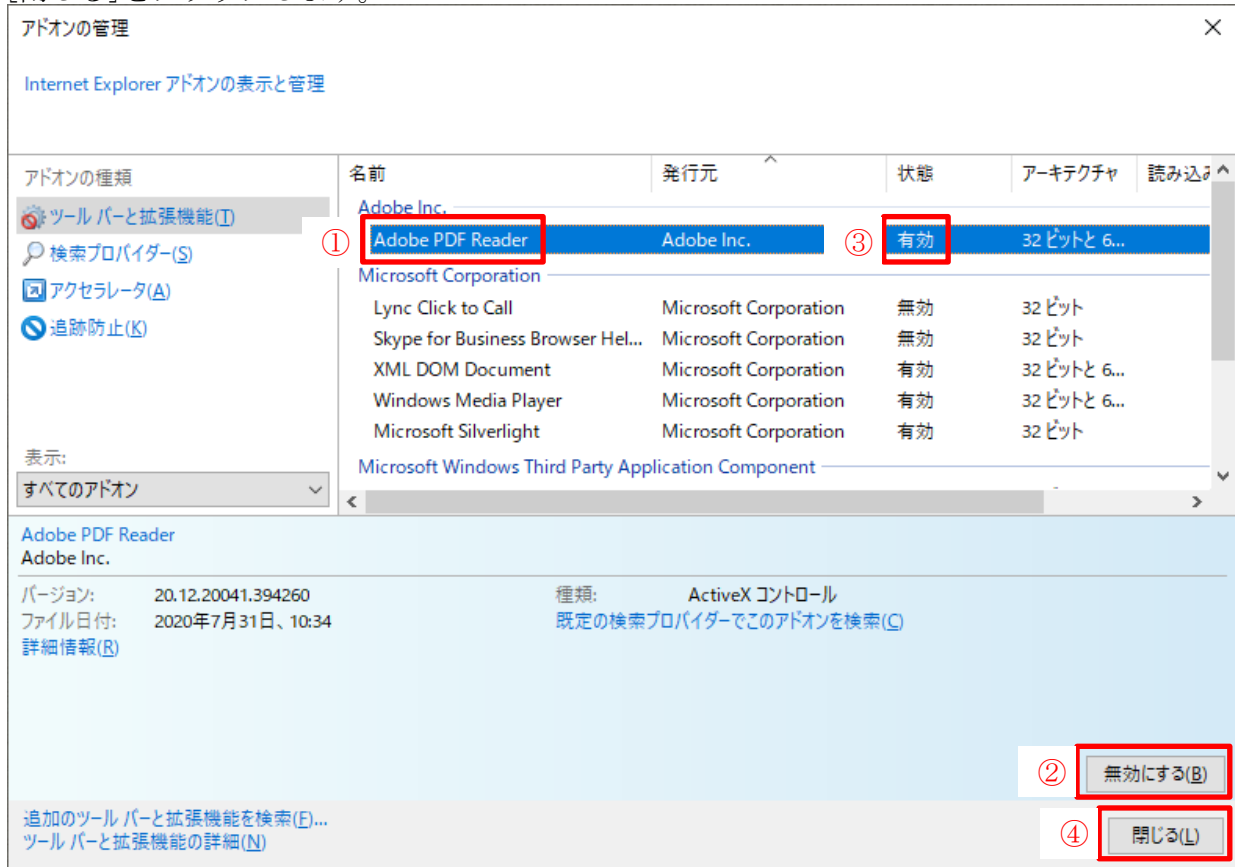 アドオンの管理
Internet Explorer アドオンの表示と管理
アドオンの種類
ツール バーと拡張機能(T)
検索プロバイダー(S)
アクセラレータ(A)
追跡防止(K)
表示:
すべてのアドオン
名前 発行元 状態 アーキテクチャ 読み込み
Adobe Inc.
① Adobe PDF Reader Adobe Inc. ③ 有効 32 ビットと 6...
Microsoft Corporation
Lync Click to Call Microsoft Corporation 無効 32 ビット
Skype for Business Browser Hel... Microsoft Corporation 無効 32 ビット
XML DOM Document Microsoft Corporation 有効 32 ビットと 6...
Windows Media Player Microsoft Corporation 有効 32 ビットと 6...
Microsoft Silverlight Microsoft Corporation 有効 32 ビット
Microsoft Windows Third Party Application Component
Adobe PDF Reader
Adobe Inc.
バージョン: 20.12.20041.394260 種類: ActiveX コントロール
ファイル日付: 2020年7月31日、10:34 既定の検索プロバイダーでこのアドオンを検索(C)
詳細情報(R)
② 無効にする(B)
追加のツール バーと拡張機能を検索(F)...
ツール バーと拡張機能の詳細(N)
④ 閉じる(L)